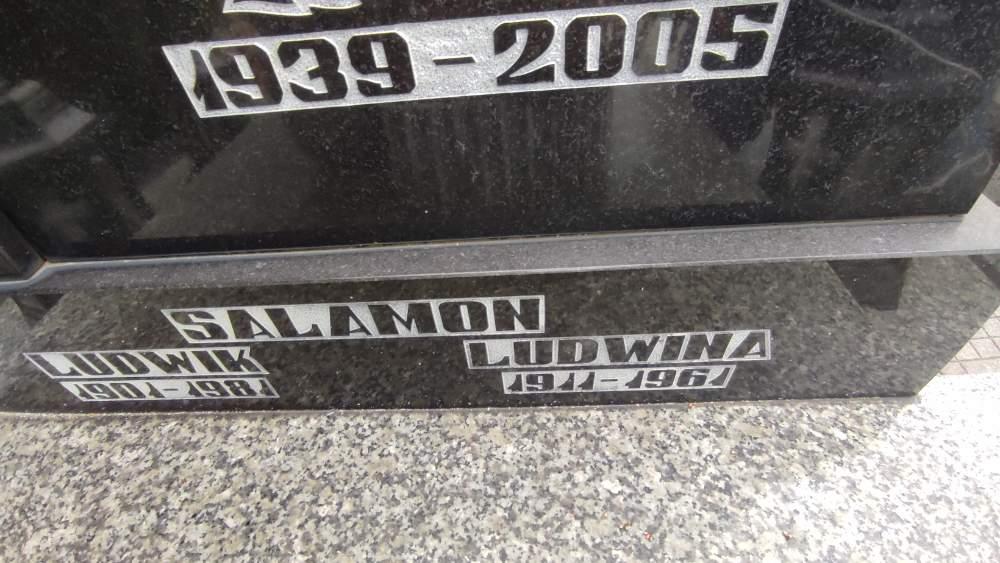 1939-2005
SALAMON
LUDWIK
1901-1981
LUDWINA
1911-1961